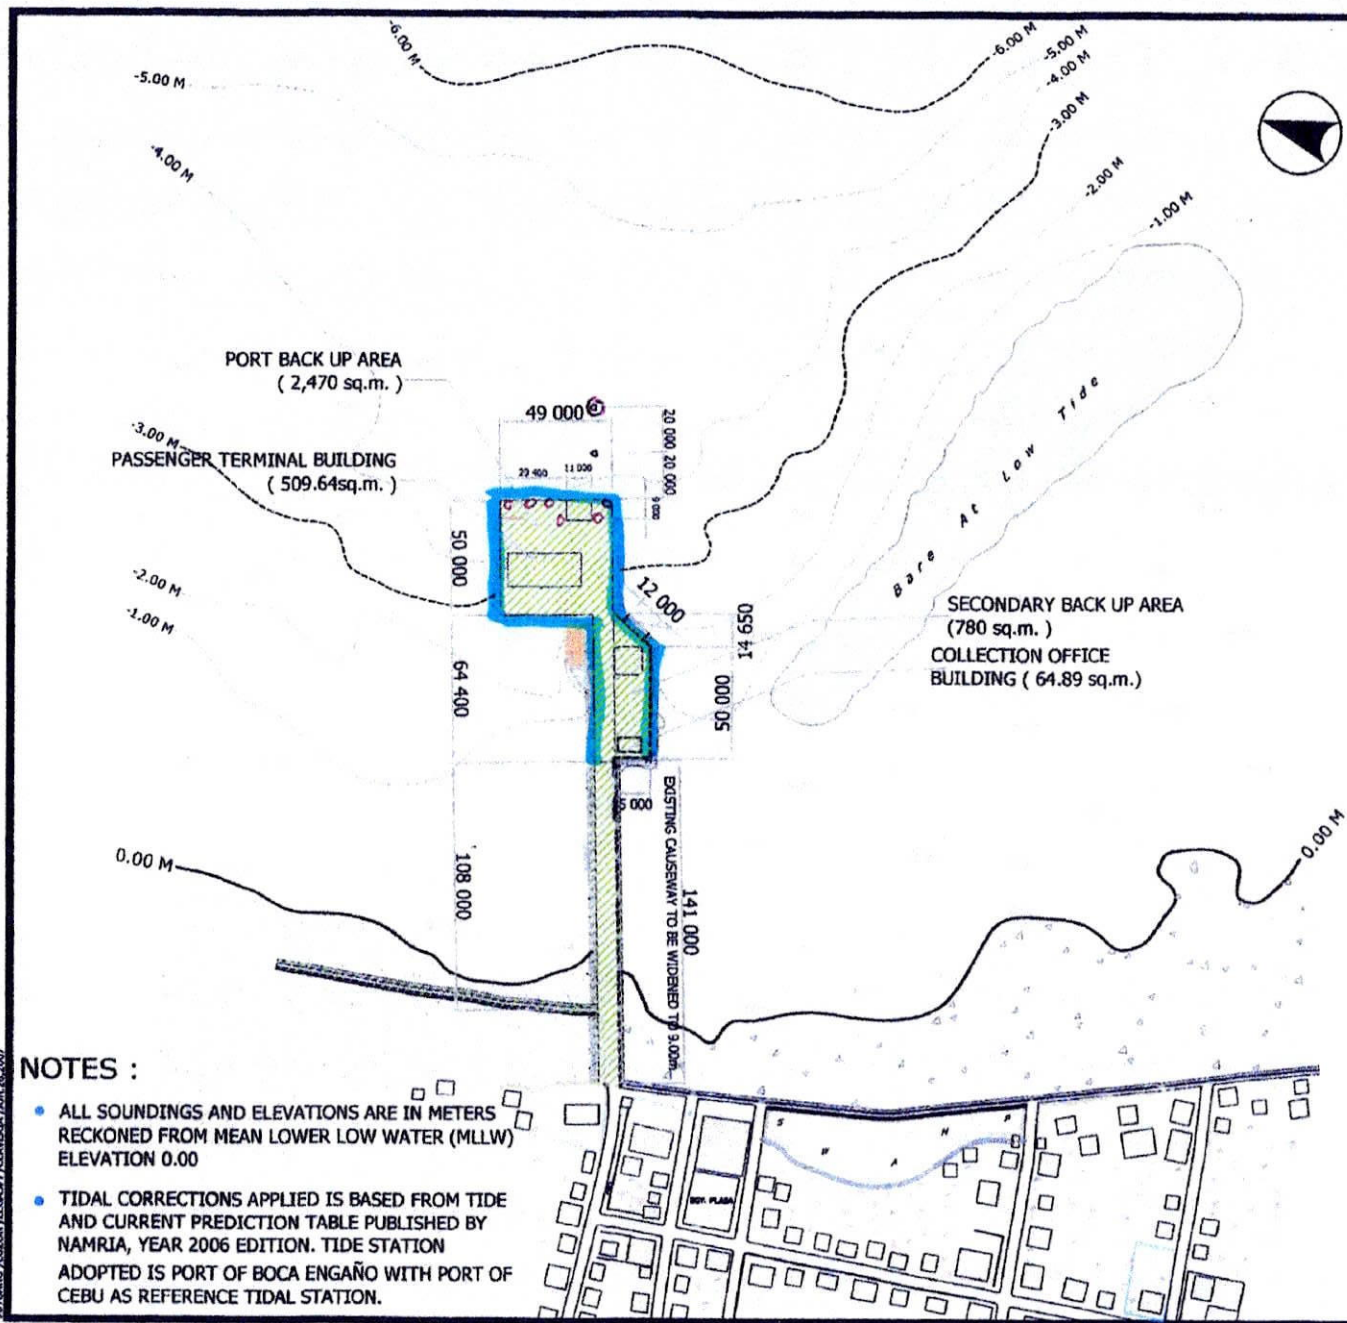 -6.00 M
-6.00 M
-5.00 M
-4.00 M
-5.00 M
-3.00 M
-4.00 M
-2.00 M
-1.00 M
PORT BACK UP AREA
( 2,470 sq.m. )
49 000
20 000
20 000
-3.00 M
PASSENGER TERMINAL BUILDING
( 509.64sq.m. )
11 000
Bare At Low Tide
50 000
12 000
-2.00 M
-1.00 M
14 650
SECONDARY BACK UP AREA
(780 sq.m. )
COLLECTION OFFICE
BUILDING ( 64.89 sq.m.)
64 400
50 000
0.00 M
0.00 M
108 000
141 000
EXISTING CAUSEWAY TO BE WIDENED TO 9.00m
NOTES :
• ALL SOUNDINGS AND ELEVATIONS ARE IN METERS
RECKONED FROM MEAN LOWER LOW WATER (MLLW)
ELEVATION 0.00
• TIDAL CORRECTIONS APPLIED IS BASED FROM TIDE
AND CURRENT PREDICTION TABLE PUBLISHED BY
NAMRIA, YEAR 2006 EDITION. TIDE STATION
ADOPTED IS PORT OF BOCA ENGAÑO WITH PORT OF
CEBU AS REFERENCE TIDAL STATION.